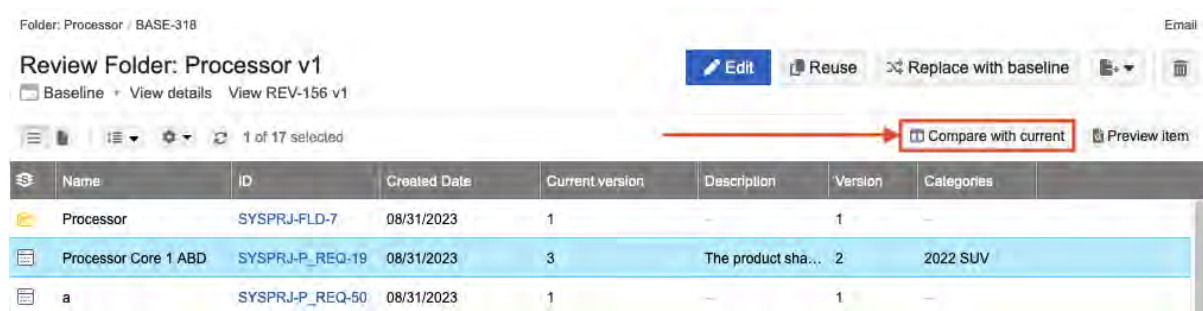 Folder: Processor / BASE-318 Email
Review Folder: Processor v1 Edit Reuse Replace with baseline
Baseline • View details View REV-156 v1
1 of 17 selected Compare with current Preview item
Name ID Created Date Current version Description Version Categories
Processor SYSPRJ-FLD-7 08/31/2023 1 – 1 –
Processor Core 1 ABD SYSPRJ-P_REQ-19 08/31/2023 3 The product sha... 2 2022 SUV
a SYSPRJ-P_REQ-50 08/31/2023 1 – 1 –